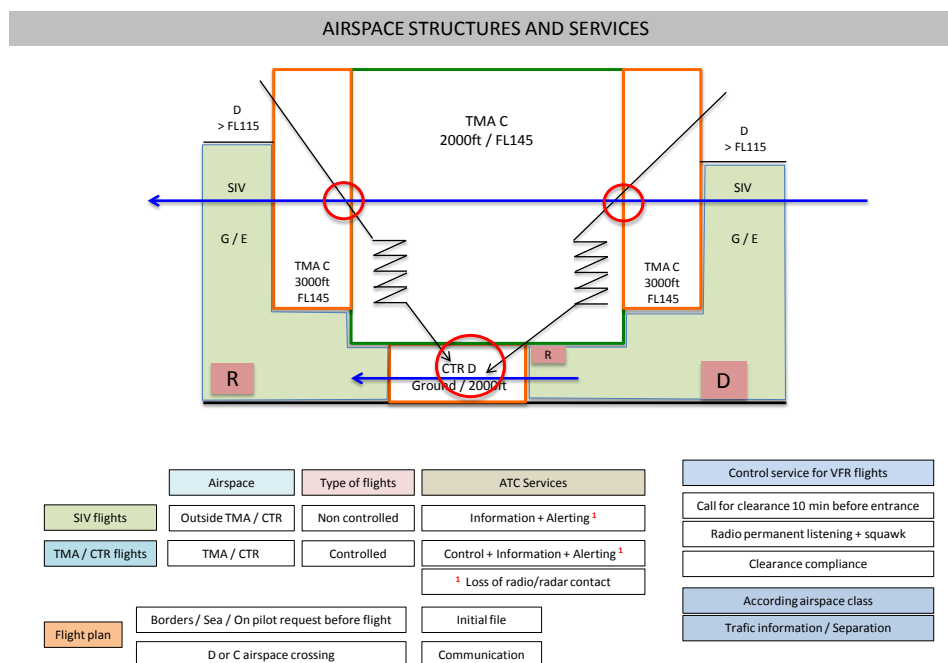 AIRSPACE STRUCTURES AND SERVICES
D
> FL115
TMA C
2000ft / FL145
D
> FL115
SIV
SIV
G / E
G / E
TMA C
3000ft
FL145
TMA C
3000ft
FL145
R
R
CTR D
Ground / 2000ft
D
Airspace
Type of flights
ATC Services
SIV flights
Outside TMA / CTR
Non controlled
Information + Alerting 1
TMA / CTR flights
TMA / CTR
Controlled
Control + Information + Alerting 1
1 Loss of radio/radar contact
Flight plan
Borders / Sea / On pilot request before flight
Initial file
D or C airspace crossing
Communication
Control service for VFR flights
Call for clearance 10 min before entrance
Radio permanent listening + squawk
Clearance compliance
According airspace class
Trafic information / Separation